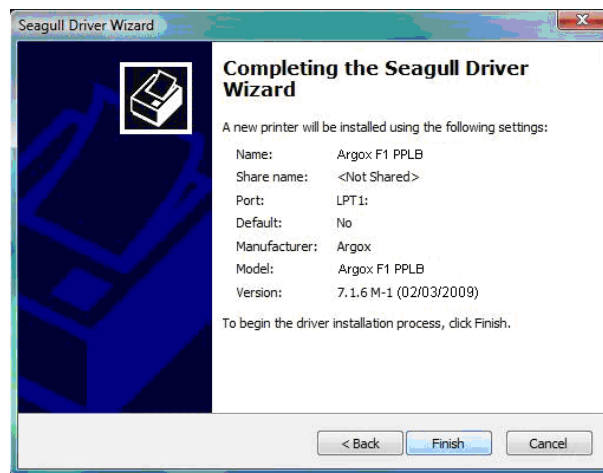 Seagull Driver Wizard
Completing the Seagull Driver
Wizard
A new printer will be installed using the following settings:
Name: Argox F1 PPLB
Share name: <Not Shared>
Port: LPT1:
Default: No
Manufacturer: Argox
Model: Argox F1 PPLB
Version: 7.1.6 M-1 (02/03/2009)
To begin the driver installation process, click Finish.
< Back Finish Cancel